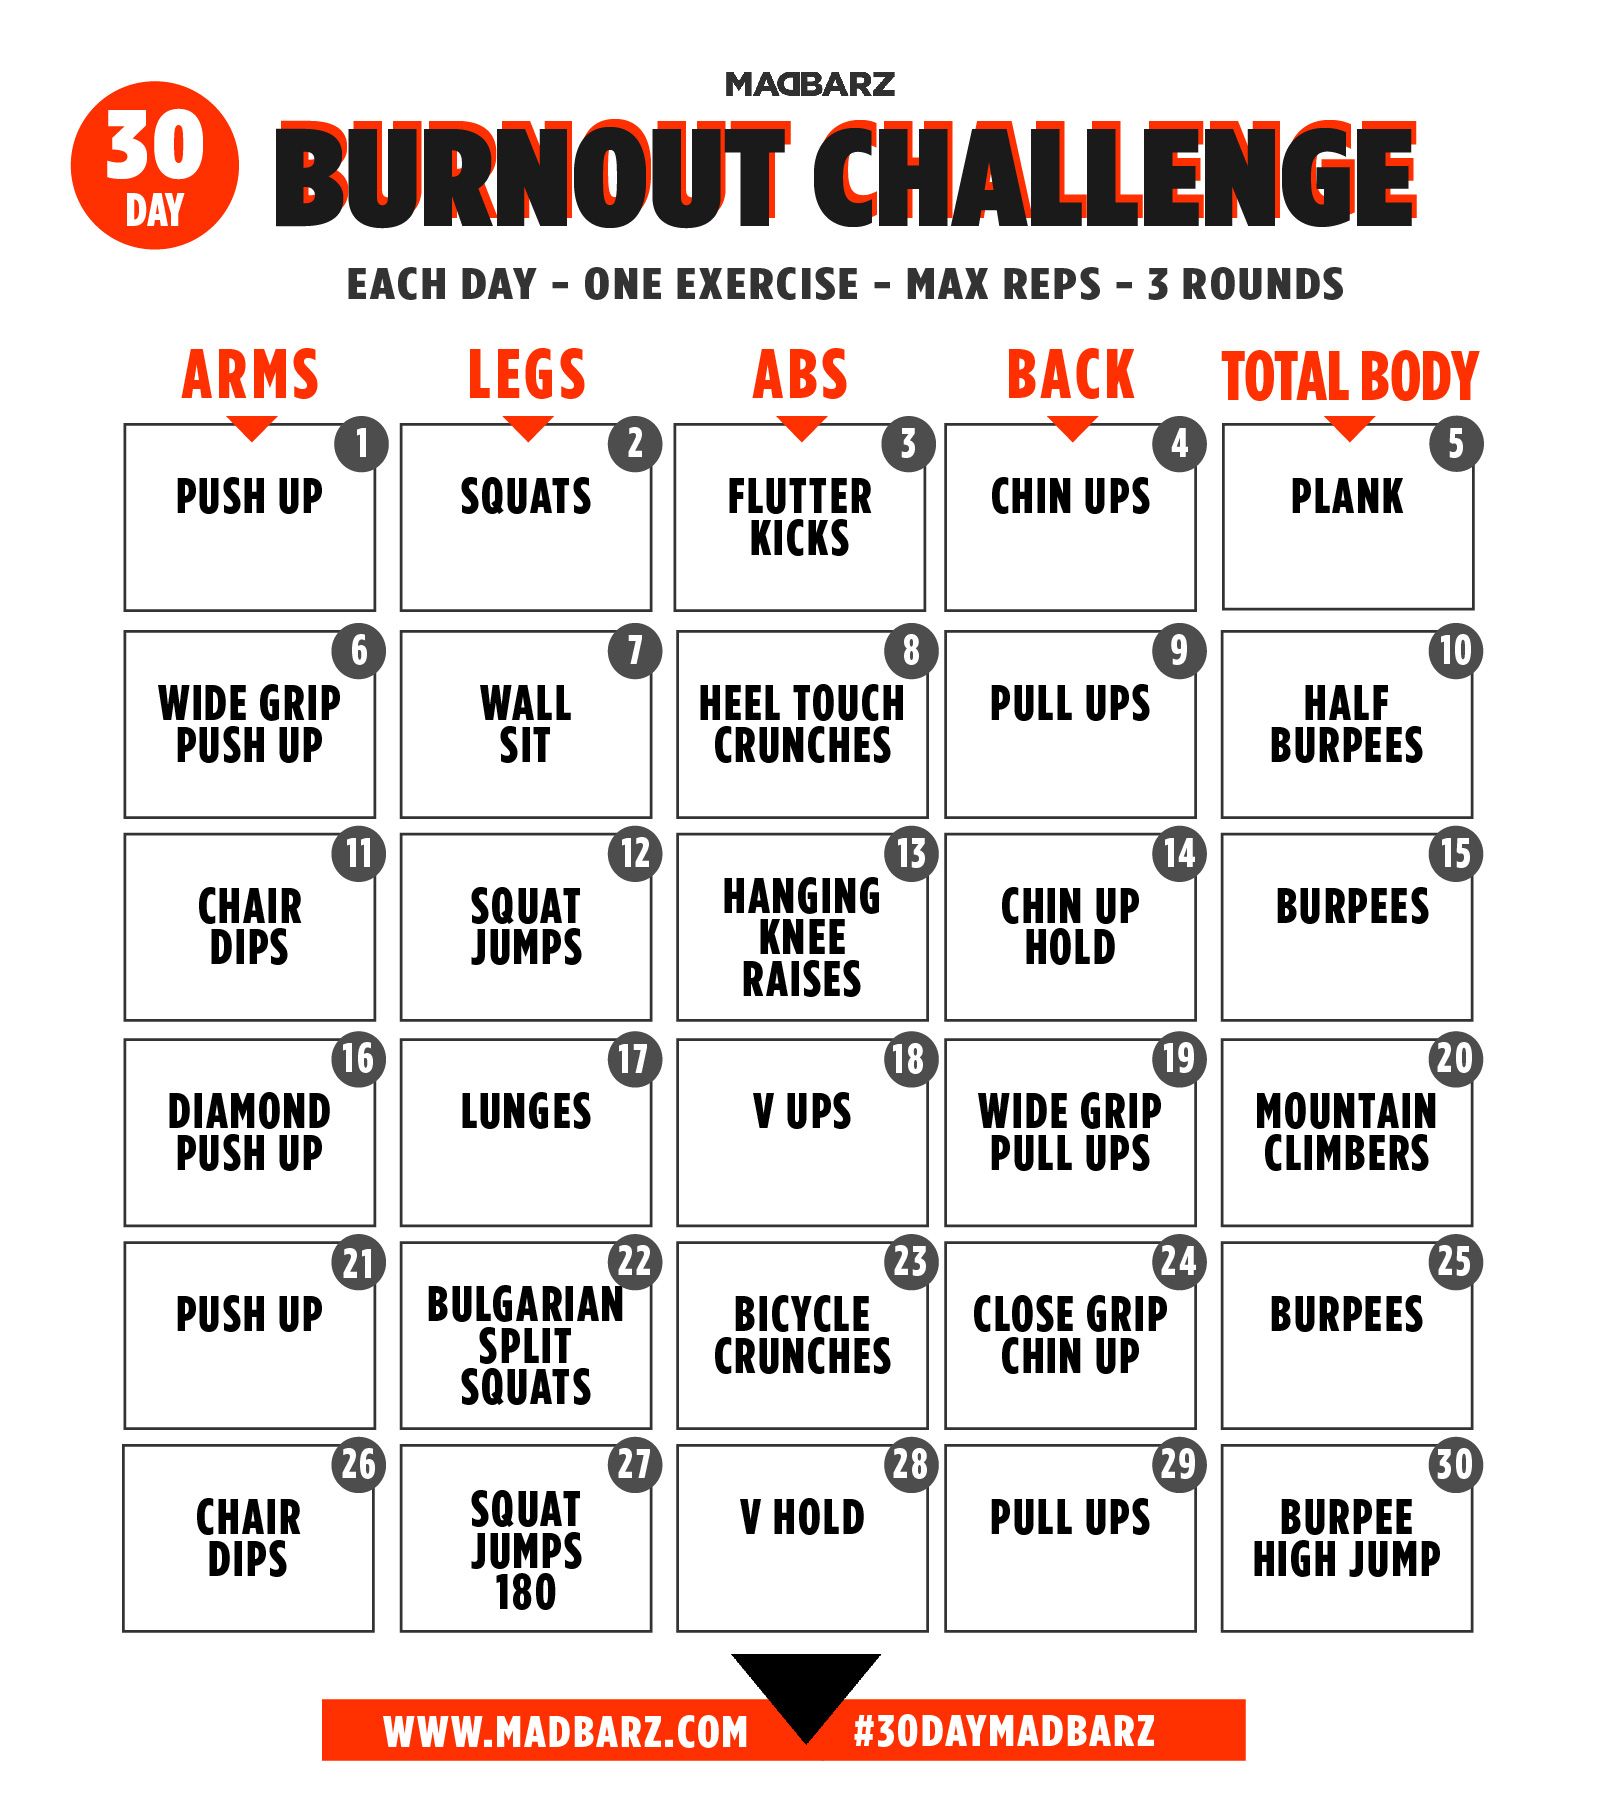 MADBARZ
30
DAY
BURNOUT CHALLENGE
EACH DAY - ONE EXERCISE - MAX REPS - 3 ROUNDS
ARMS LEGS ABS BACK TOTAL BODY
1
PUSH UP
2
SQUATS
3
FLUTTER
KICKS
4
CHIN UPS
5
PLANK
6
WIDE GRIP
PUSH UP
7
WALL
SIT
8
HEEL TOUCH
CRUNCHES
9
PULL UPS
10
HALF
BURPEES
11
CHAIR
DIPS
12
SQUAT
JUMPS
13
HANGING
KNEE
RAISES
14
CHIN UP
HOLD
15
BURPEES
16
DIAMOND
PUSH UP
17
LUNGES
18
V UPS
19
WIDE GRIP
PULL UPS
20
MOUNTAIN
CLIMBERS
21
PUSH UP
22
BULGARIAN
SPLIT
SQUATS
23
BICYCLE
CRUNCHES
24
CLOSE GRIP
CHIN UP
25
BURPEES
26
CHAIR
DIPS
27
SQUAT
JUMPS
180
28
V HOLD
29
PULL UPS
30
BURPEE
HIGH JUMP
WWW.MADBARZ.COM #30DAYMADBARZ